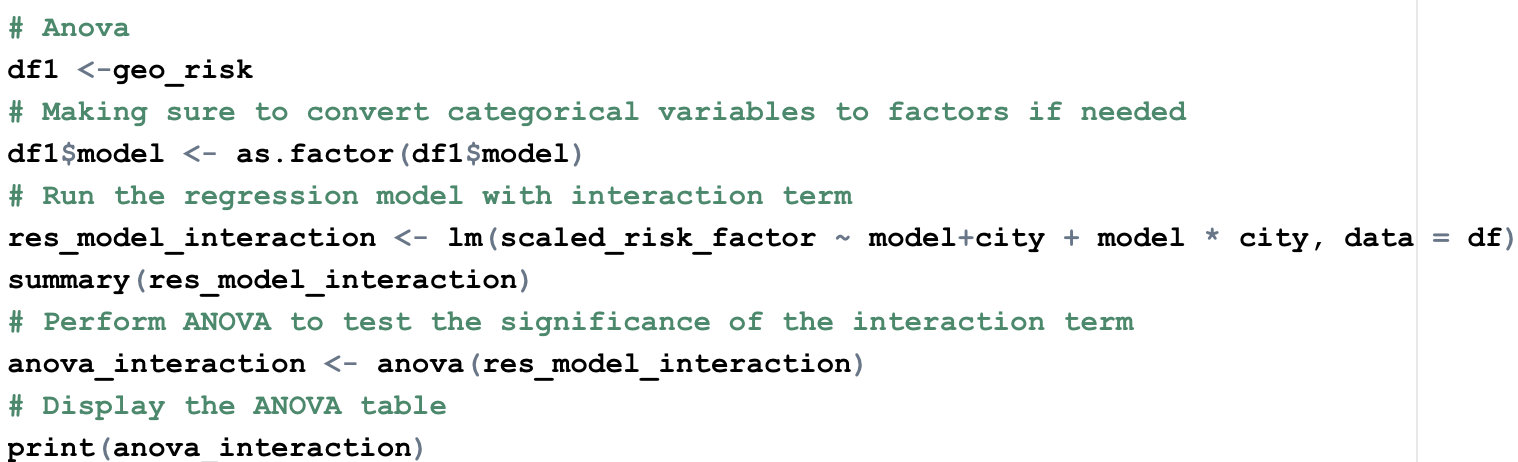 # Anova
df1 <-geo_risk
# Making sure to convert categorical variables to factors if needed
df1$model <- as.factor(df1$model)
# Run the regression model with interaction term
res_model_interaction <- lm(scaled_risk_factor ~ model+city + model * city, data = df)
summary(res_model_interaction)
# Perform ANOVA to test the significance of the interaction term
anova_interaction <- anova(res_model_interaction)
# Display the ANOVA table
print(anova_interaction)